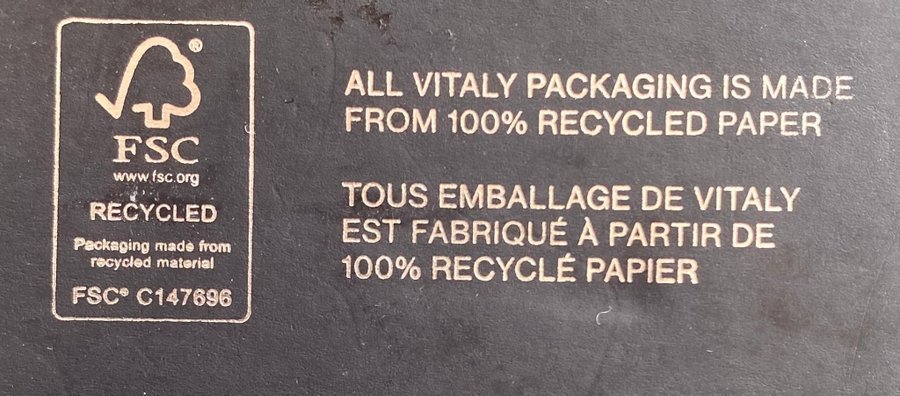 ®
FSC
www.fsc.org
RECYCLED
Packaging made from
recycled material
FSC® C147696
ALL VITALY PACKAGING IS MADE
FROM 100% RECYCLED PAPER
TOUS EMBALLAGE DE VITALY
EST FABRIQUÉ À PARTIR DE
100% RECYCLÉ PAPIER